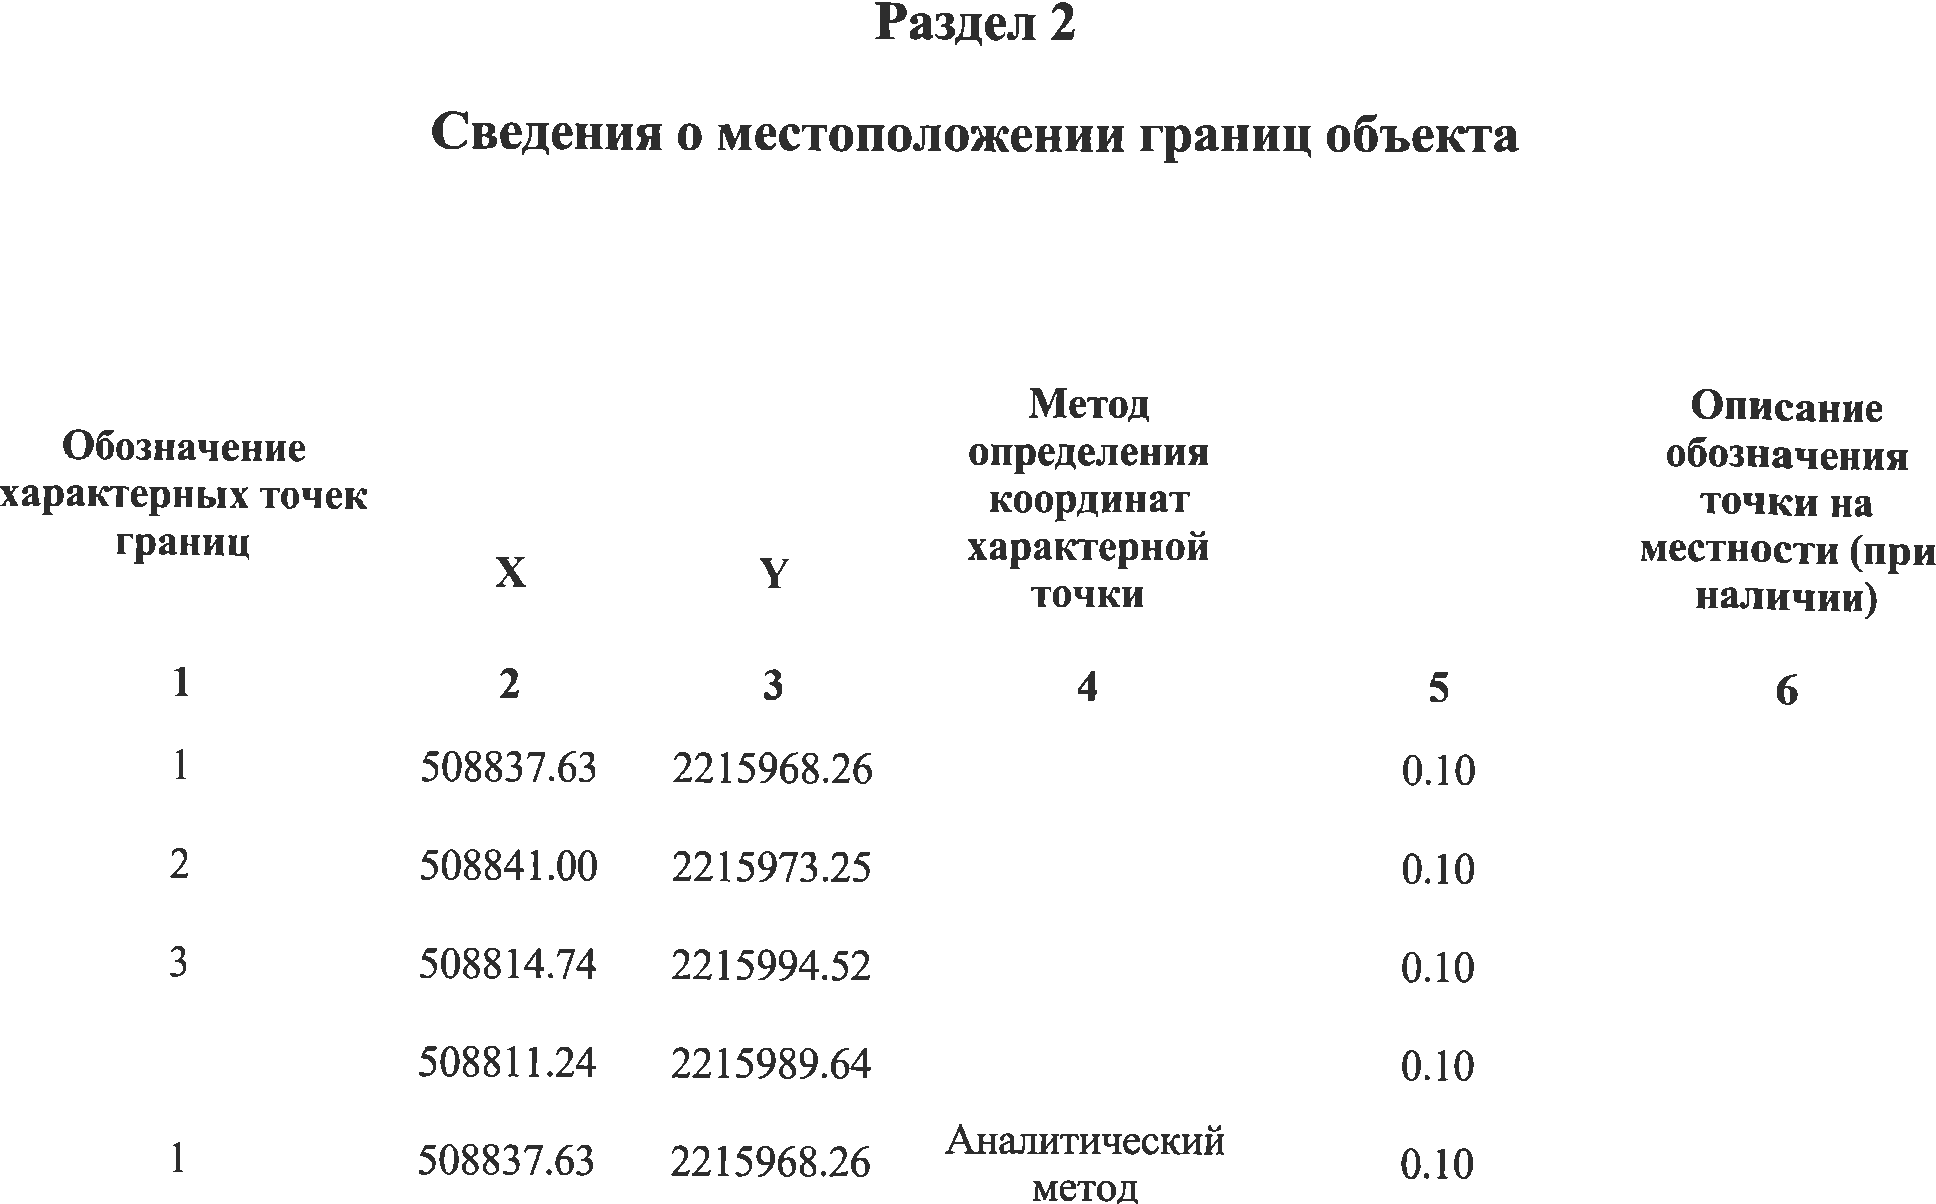 Раздел 2
Сведения о местоположении границ объекта
Обозначение
характерных точек
границ
X
Y
Метод
определения
координат
характерной
точки
Описание
обозначения
точки на
местности (при
наличии)
1 2 3 4 5 6
1 508837.63 2215968.26 0.10
2 508841.00 2215973.25 0.10
3 508814.74 2215994.52 0.10
508811.24 2215989.64 0.10
1 508837.63 2215968.26 Аналитический 0.10
метод